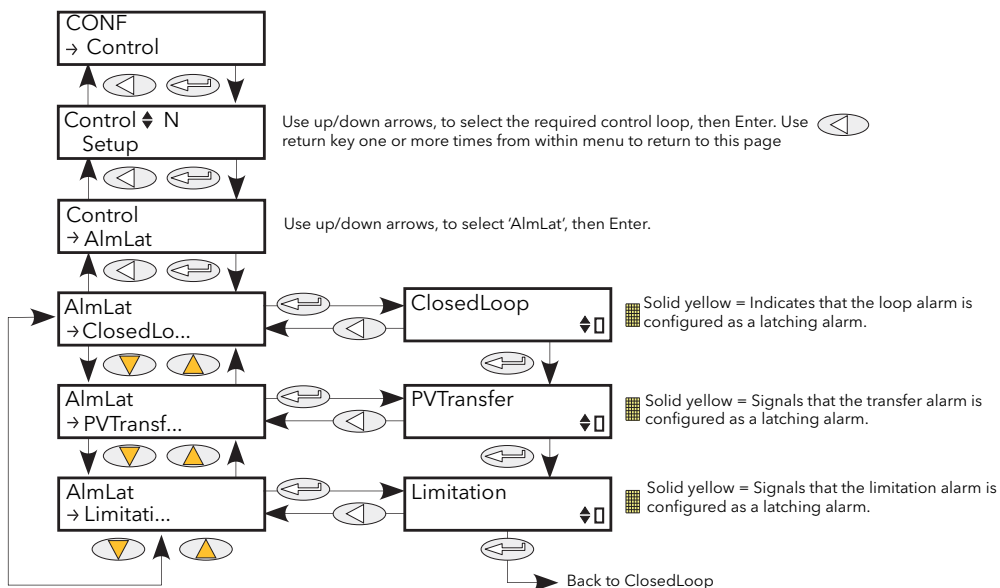 CONF
→ Control
Control N
Setup
Use up/down arrows, to select the required control loop, then Enter. Use
return key one or more times from within menu to return to this page
Control
→ AlmLat
Use up/down arrows, to select 'AlmLat', then Enter.
AlmLat
→ ClosedLo...
ClosedLoop
Solid yellow = Indicates that the loop alarm is
configured as a latching alarm.
AlmLat
→ PVTransf...
PVTransfer
Solid yellow = Signals that the transfer alarm is
configured as a latching alarm.
AlmLat
→ Limitati...
Limitation
Solid yellow = Signals that the limitation alarm is
configured as a latching alarm.
Back to ClosedLoop